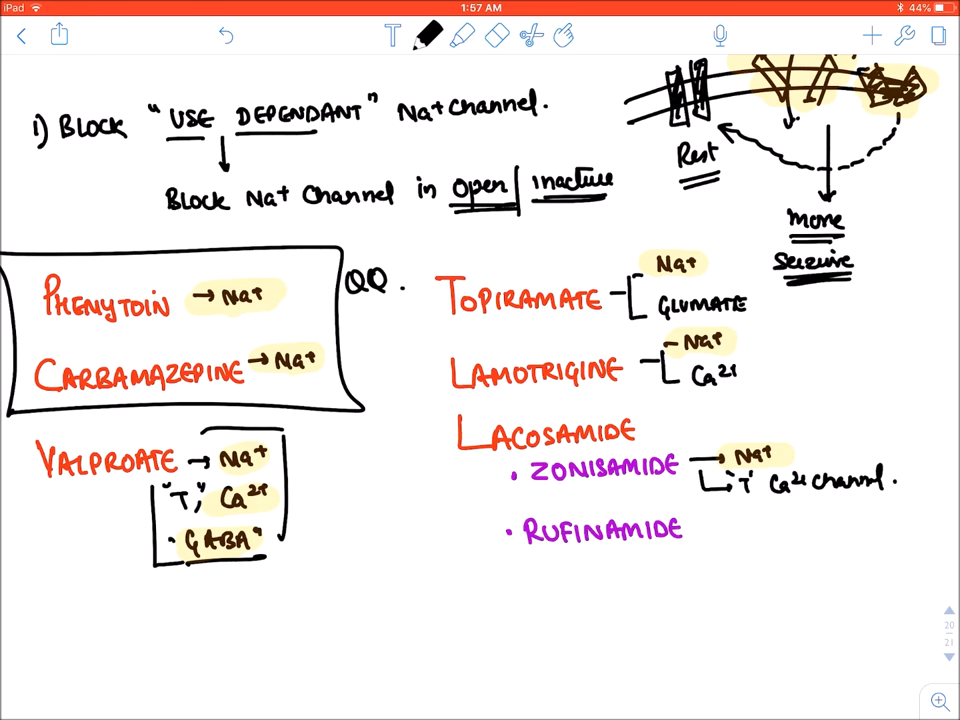 iPad
1:57 AM
44%
T
1) BLOCK "USE DEPENDANT" Na+ Channel.
Block Na+ Channel in Open | Inactive
Rest
More
Seizure
PHENYTOIN → Na+
QQ.
CARBAMAZEPINE → Na+
VALPROATE → Na+
"T," Ca2+
• GABA"
TOPIRAMATE
Na+
GLUMATE
LAMOTRIGINE
Na+
Ca2+
LACOSAMIDE
• ZONISAMIDE → Na+
'T' Ca2+ channel.
• RUFINAMIDE
20
21